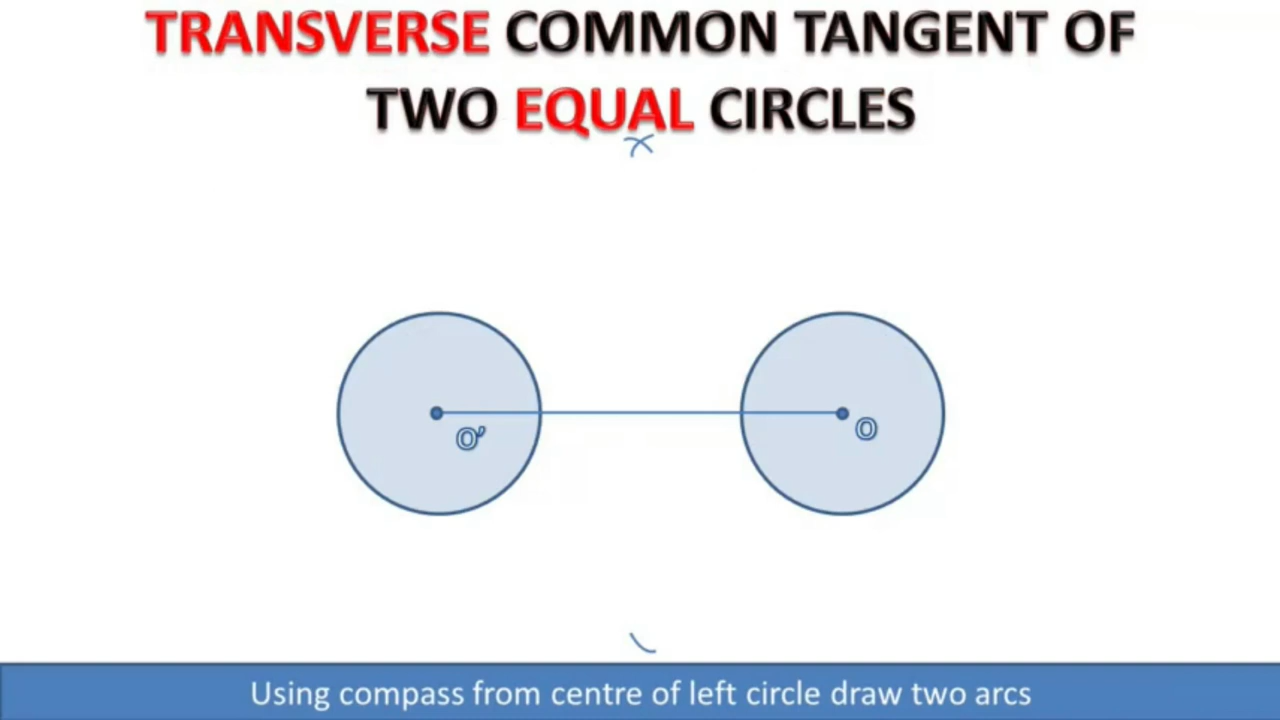 TRANSVERSE COMMON TANGENT OF
TWO EQUAL CIRCLES
O'
O
Using compass from centre of left circle draw two arcs